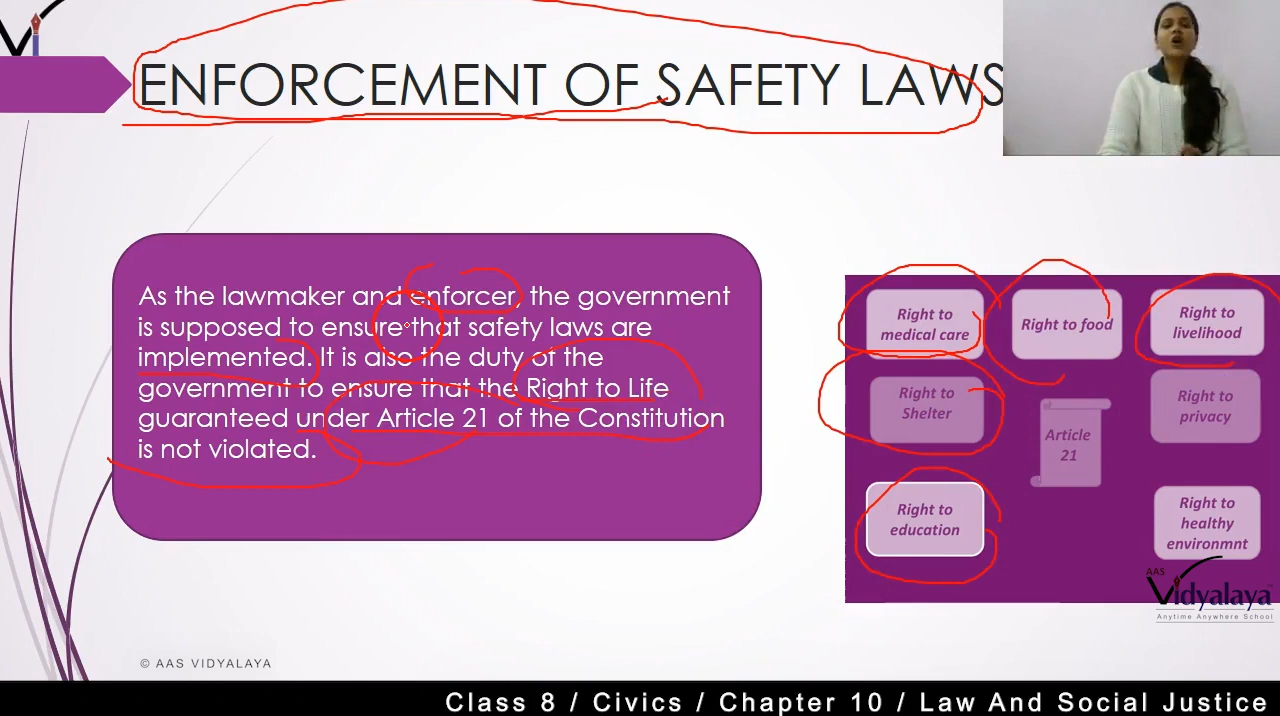 ENFORCEMENT OF SAFETY LAWS
As the lawmaker and enforcer, the government
is supposed to ensure that safety laws are
implemented. It is also the duty of the
government to ensure that the Right to Life
guaranteed under Article 21 of the Constitution
is not violated.
Right to
medical care
Right to food
Right to
livelihood
Right to
Shelter
Article
21
Right to
privacy
Right to
education
Right to
healthy
environmnt
AAS
Vidyalaya
Anytime Anywhere School
© AAS VIDYALAYA
Class 8 / Civics / Chapter 10 / Law And Social Justice